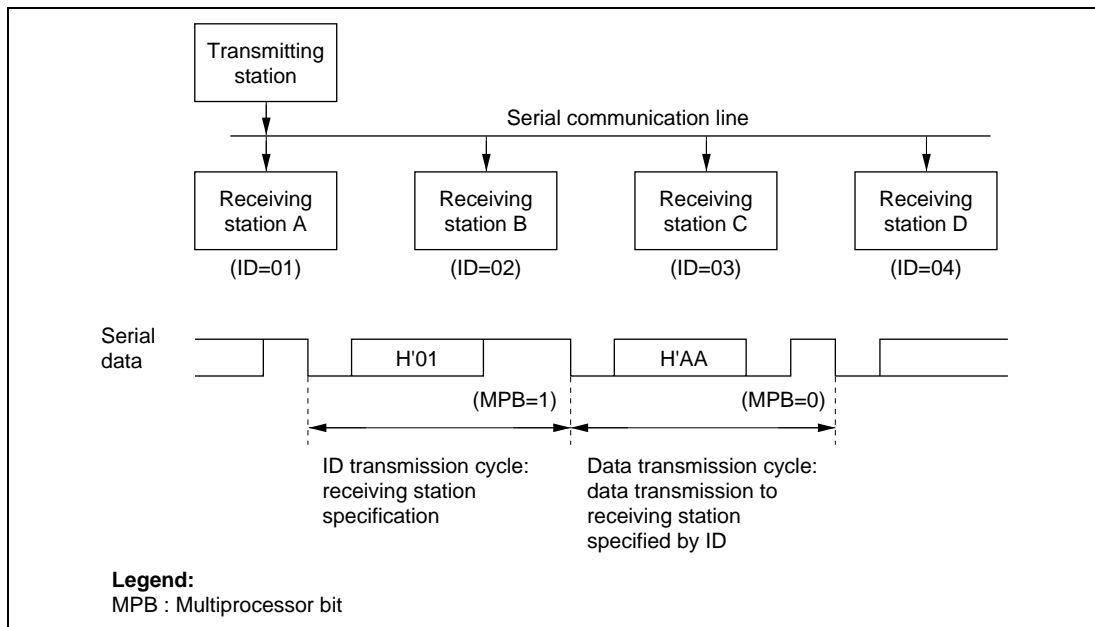 Transmitting
station
Serial communication line
Receiving
station A
(ID=01)
Receiving
station B
(ID=02)
Receiving
station C
(ID=03)
Receiving
station D
(ID=04)
Serial
data
H'01
H'AA
(MPB=1)
(MPB=0)
ID transmission cycle:
receiving station
specification
Data transmission cycle:
data transmission to
receiving station
specified by ID
Legend:
MPB : Multiprocessor bit